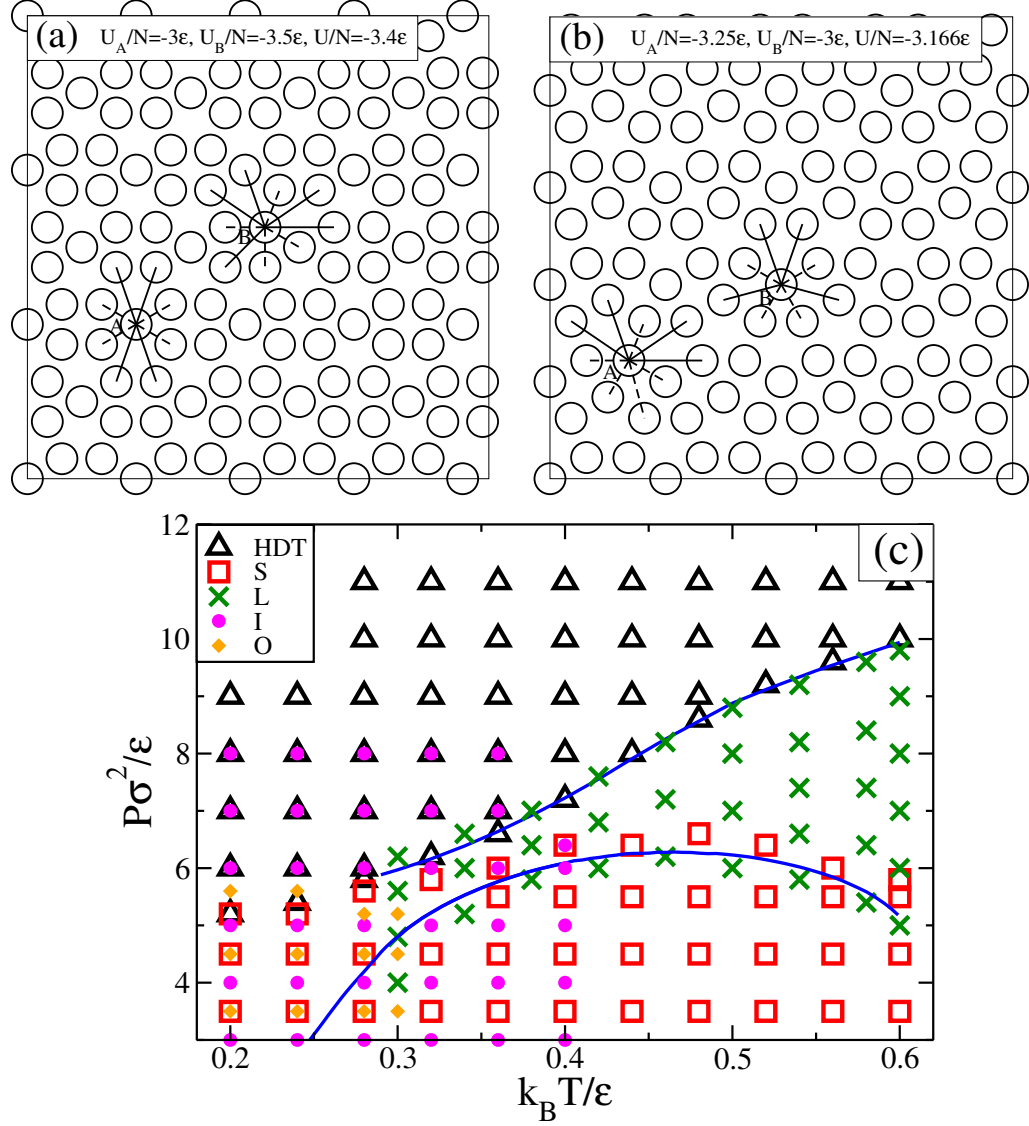 (a) U_A/N=-3ε, U_B/N=-3.5ε, U/N=-3.4ε
B
A
(b) U_A/N=-3.25ε, U_B/N=-3ε, U/N=-3.166ε
B
A
(c)
HDT
S
L
I
O
12
10
8
6
4
Pσ²/ε
0.2 0.3 0.4 0.5 0.6
k_B T/ε